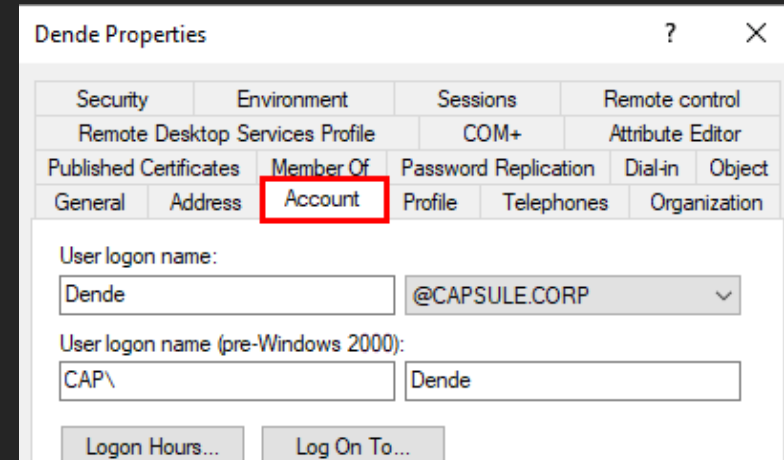 Dende Properties ? ×
Security Environment Sessions Remote control
Remote Desktop Services Profile COM+ Attribute Editor
Published Certificates Member Of Password Replication Dial-in Object
General Address Account Profile Telephones Organization
User logon name:
Dende @CAPSULE.CORP
User logon name (pre-Windows 2000):
CAP\ Dende
Logon Hours... Log On To...